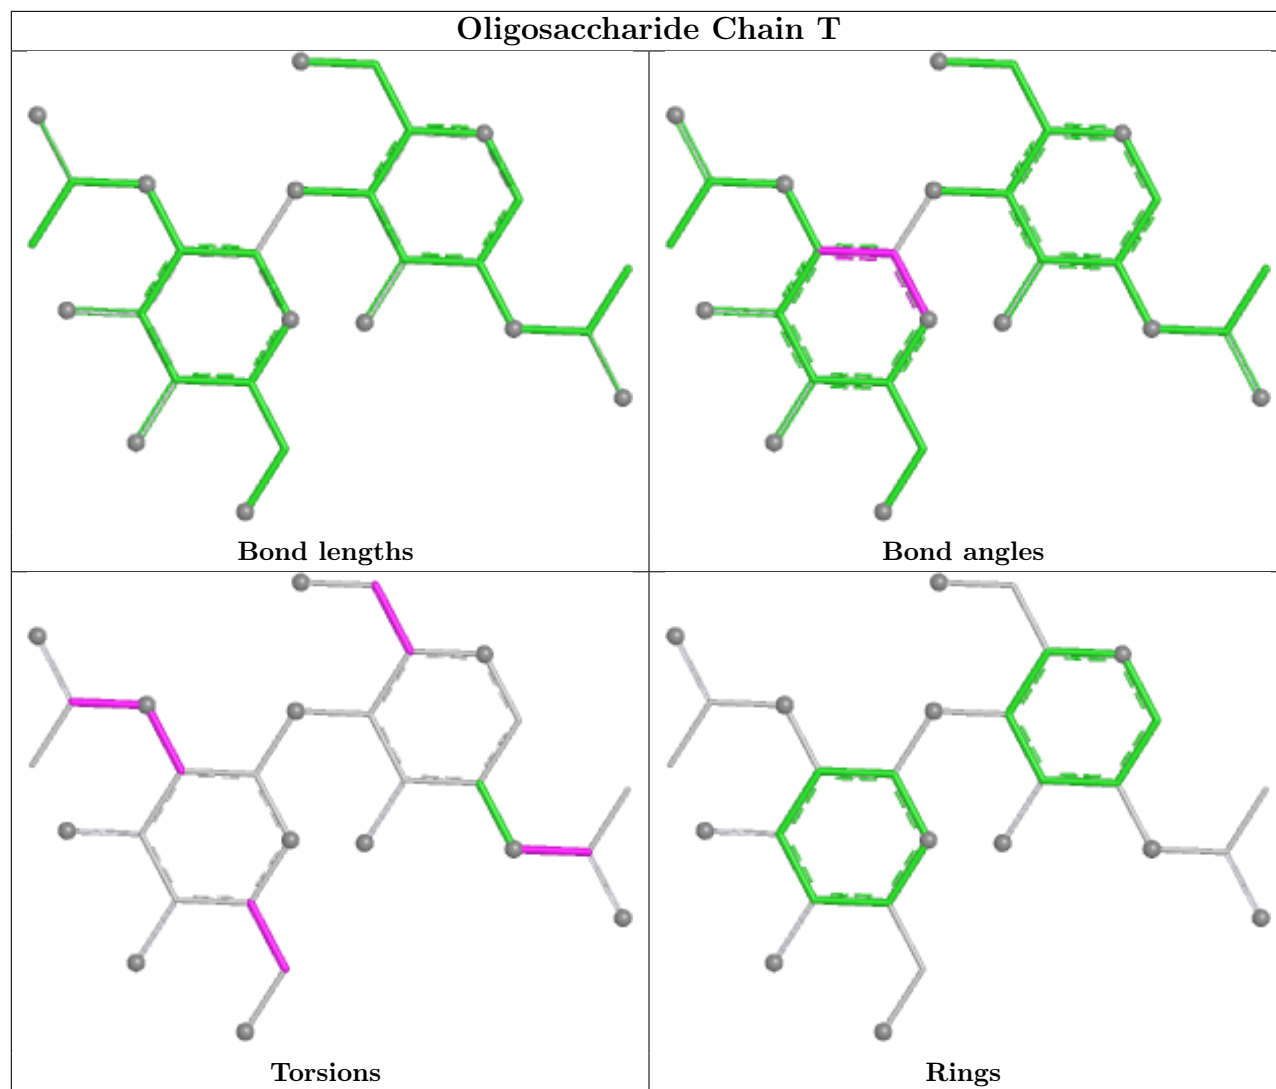 Oligosaccharide Chain T
Bond lengths
Bond angles
Torsions
Rings